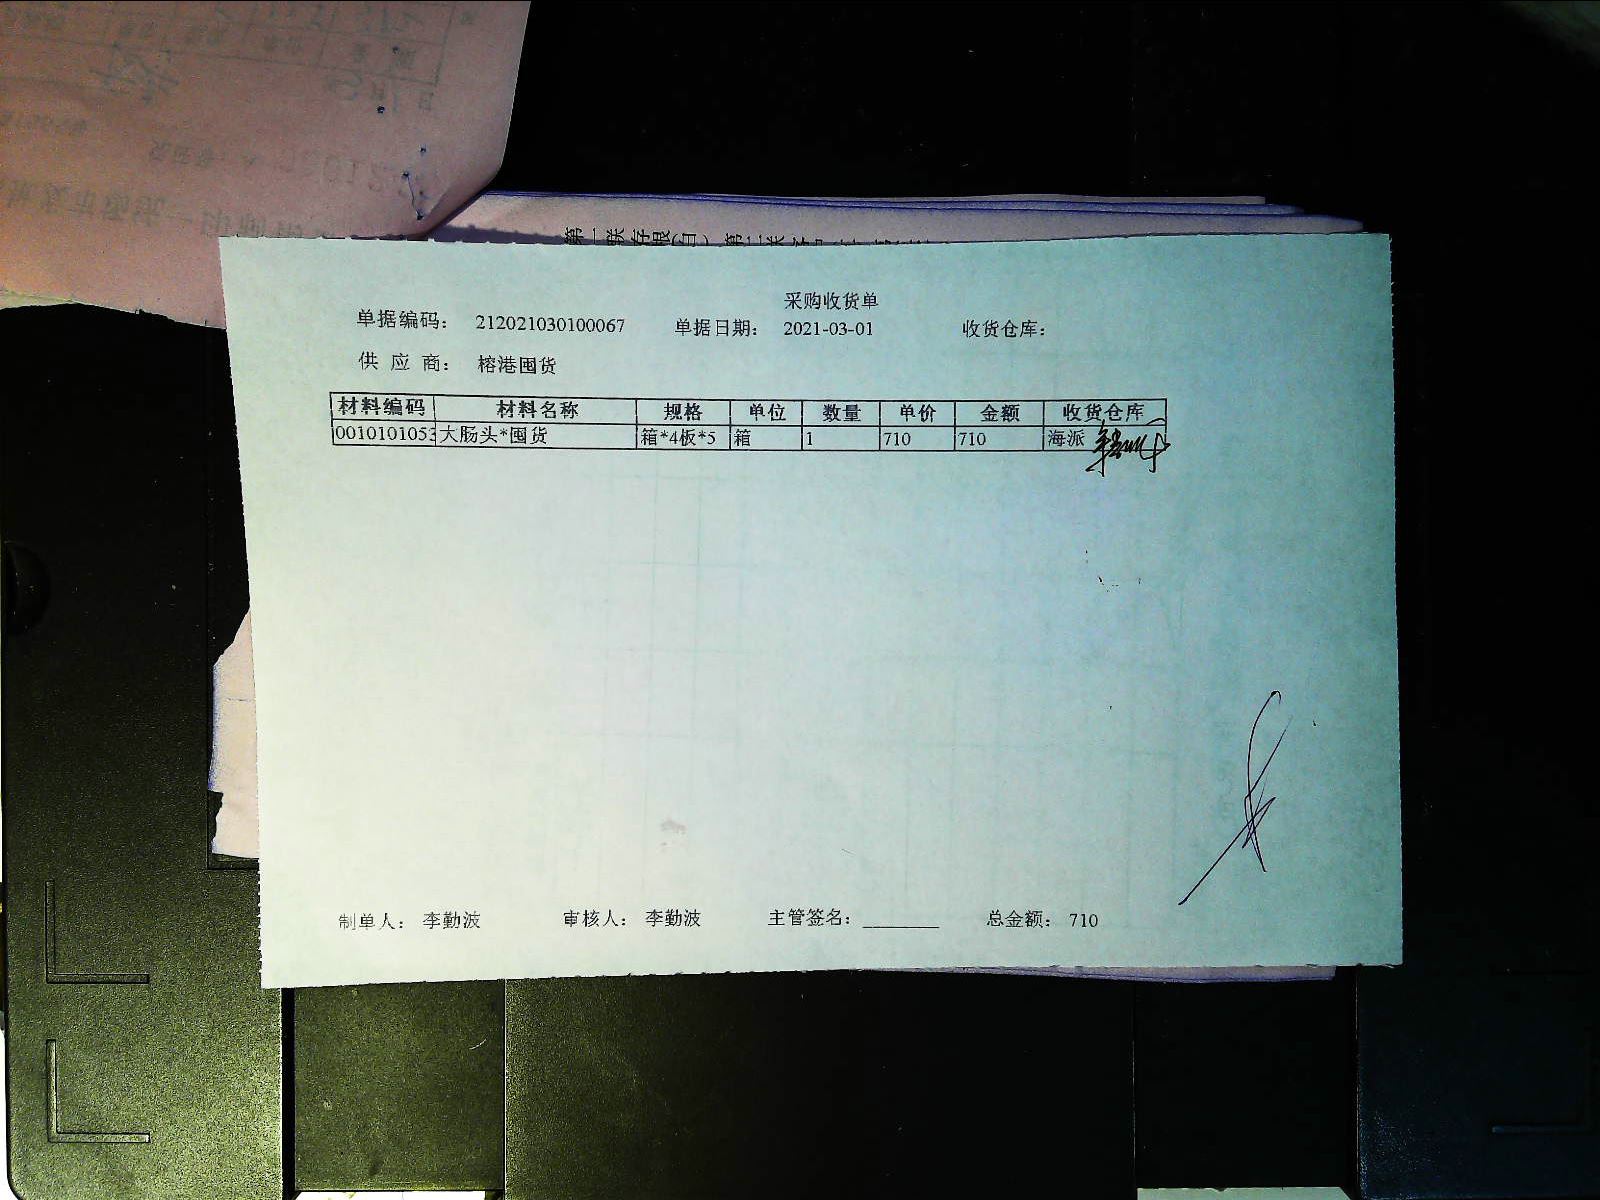 采购收货单
单据编码： 212021030100067 单据日期： 2021-03-01 收货仓库：
供 应 商： 榕港囤货
材料编码 材料名称 规格 单位 数量 单价 金额 收货仓库
0010101053 大肠头*囤货 箱*4板*5 箱 1 710 710 海派
制单人： 李勤波 审核人： 李勤波 主管签名： 总金额： 710